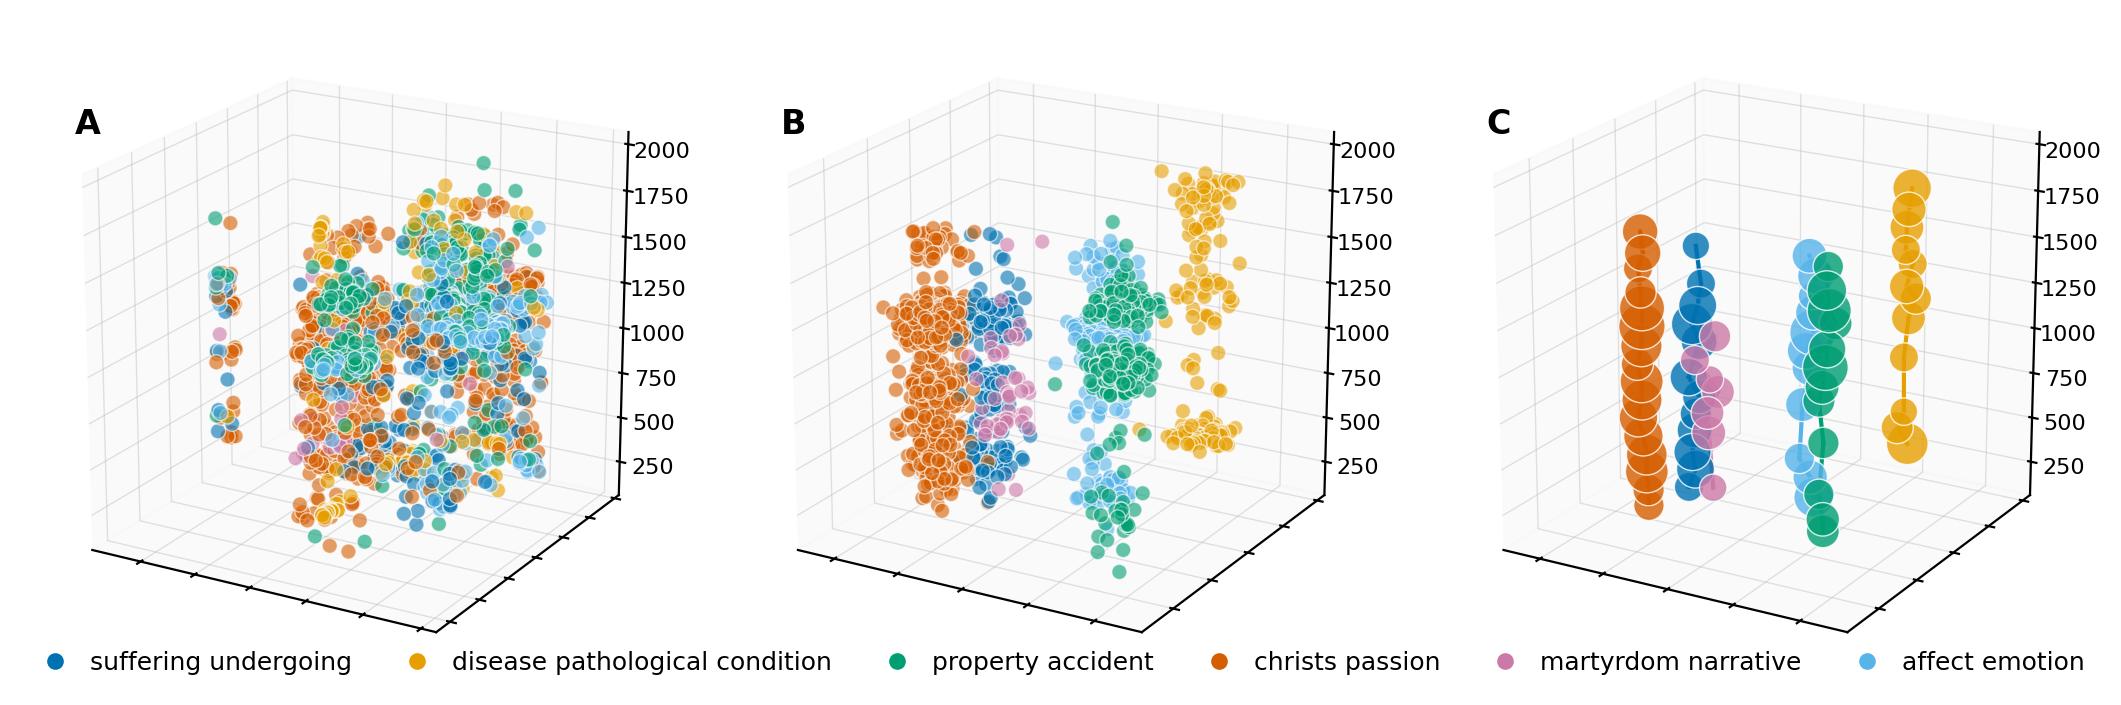 A
B
C
2000
1750
1500
1250
1000
750
500
250
2000
1750
1500
1250
1000
750
500
250
2000
1750
1500
1250
1000
750
500
250
suffering undergoing
disease pathological condition
property accident
christs passion
martyrdom narrative
affect emotion